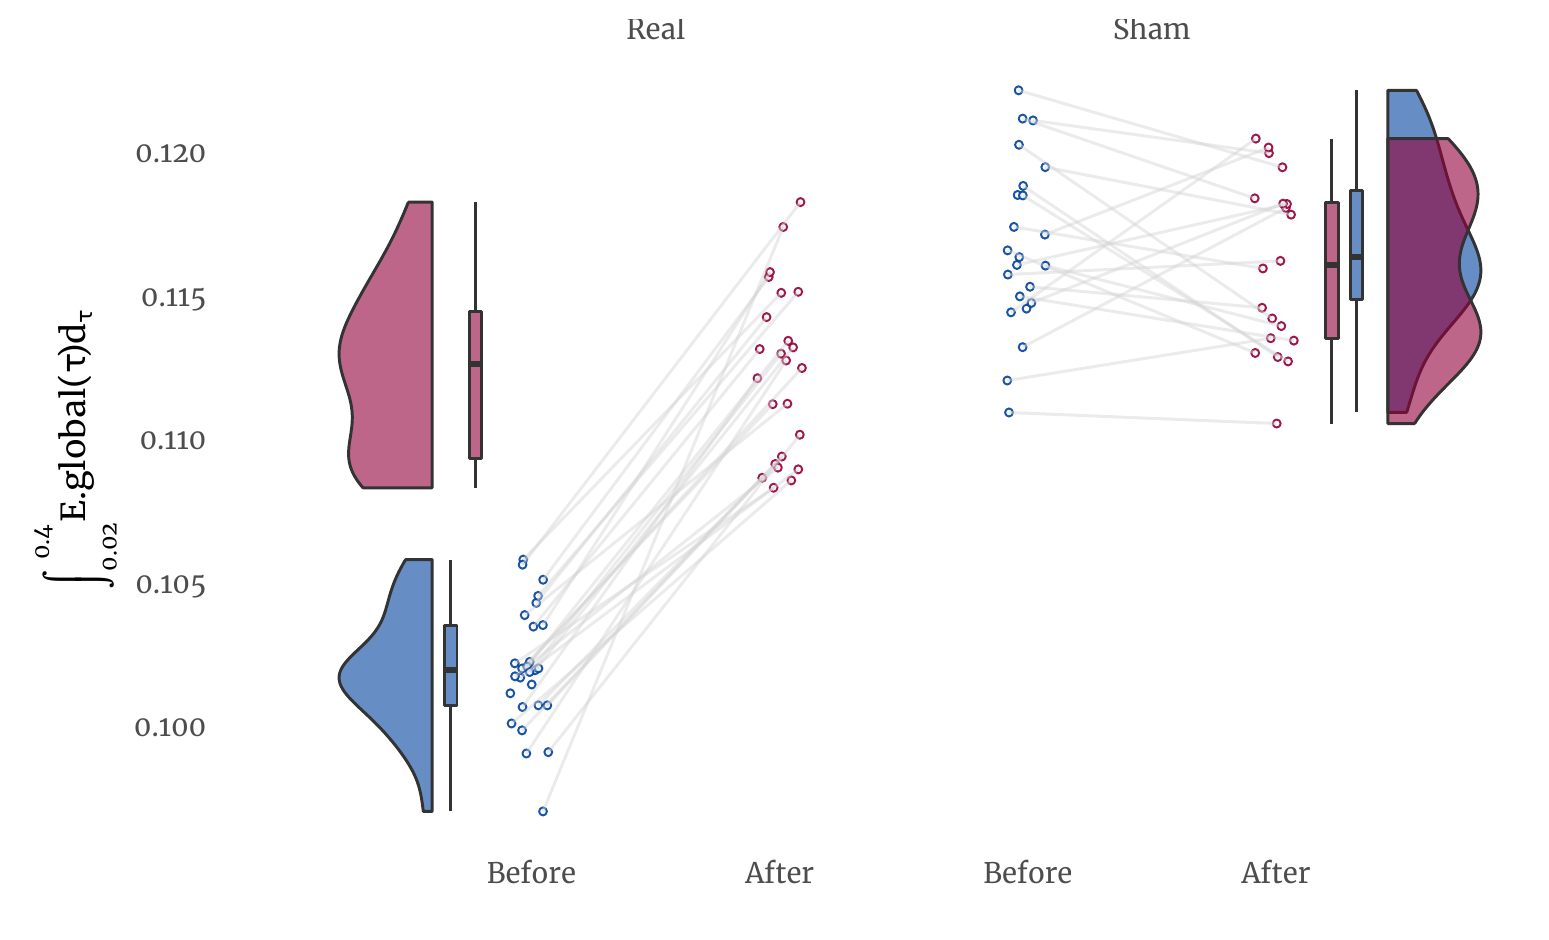 Real Sham
0.120
0.115
0.110
0.105
0.100
∫∫ 0.4 0.02 E.global(τ)dτ
Before After Before After